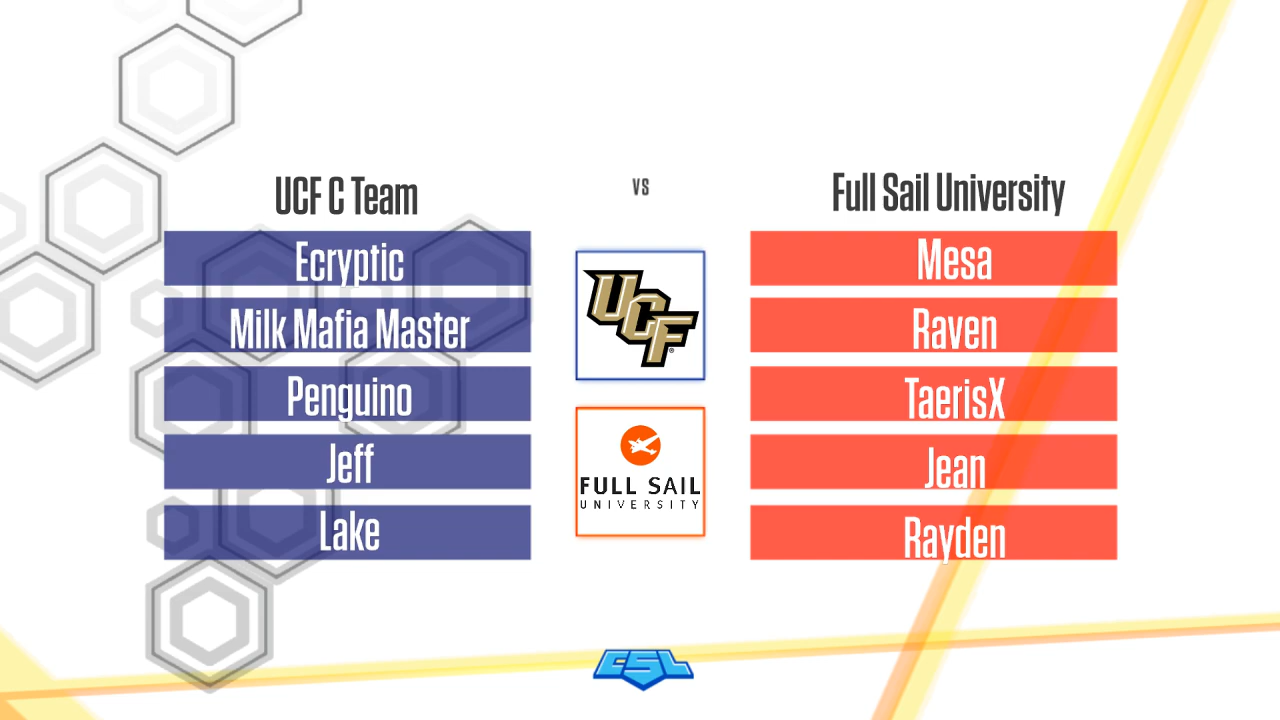 UCF C Team
vs
Full Sail University
Ecryptic
Milk Mafia Master
Penguino
Jeff
Lake
UCF
FULL SAIL
UNIVERSITY
Mesa
Raven
TaerisX
Jean
Rayden
CSL